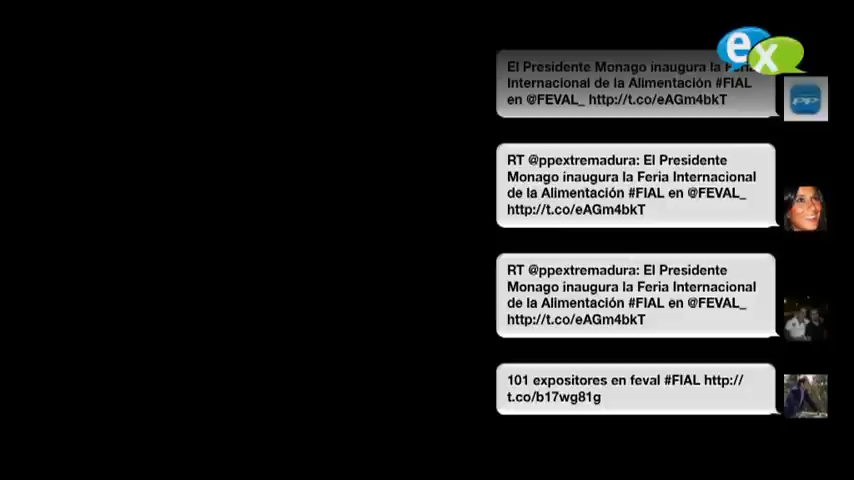 ex
El Presidente Monago inaugura la Feria
Internacional de la Alimentación #FIAL
en @FEVAL_ http://t.co/eAGm4bkT
PP
RT @ppextremadura: El Presidente
Monago inaugura la Feria Internacional
de la Alimentación #FIAL en @FEVAL_
http://t.co/eAGm4bkT
RT @ppextremadura: El Presidente
Monago inaugura la Feria Internacional
de la Alimentación #FIAL en @FEVAL_
http://t.co/eAGm4bkT
101 expositores en feval #FIAL http://
t.co/b17wg81g